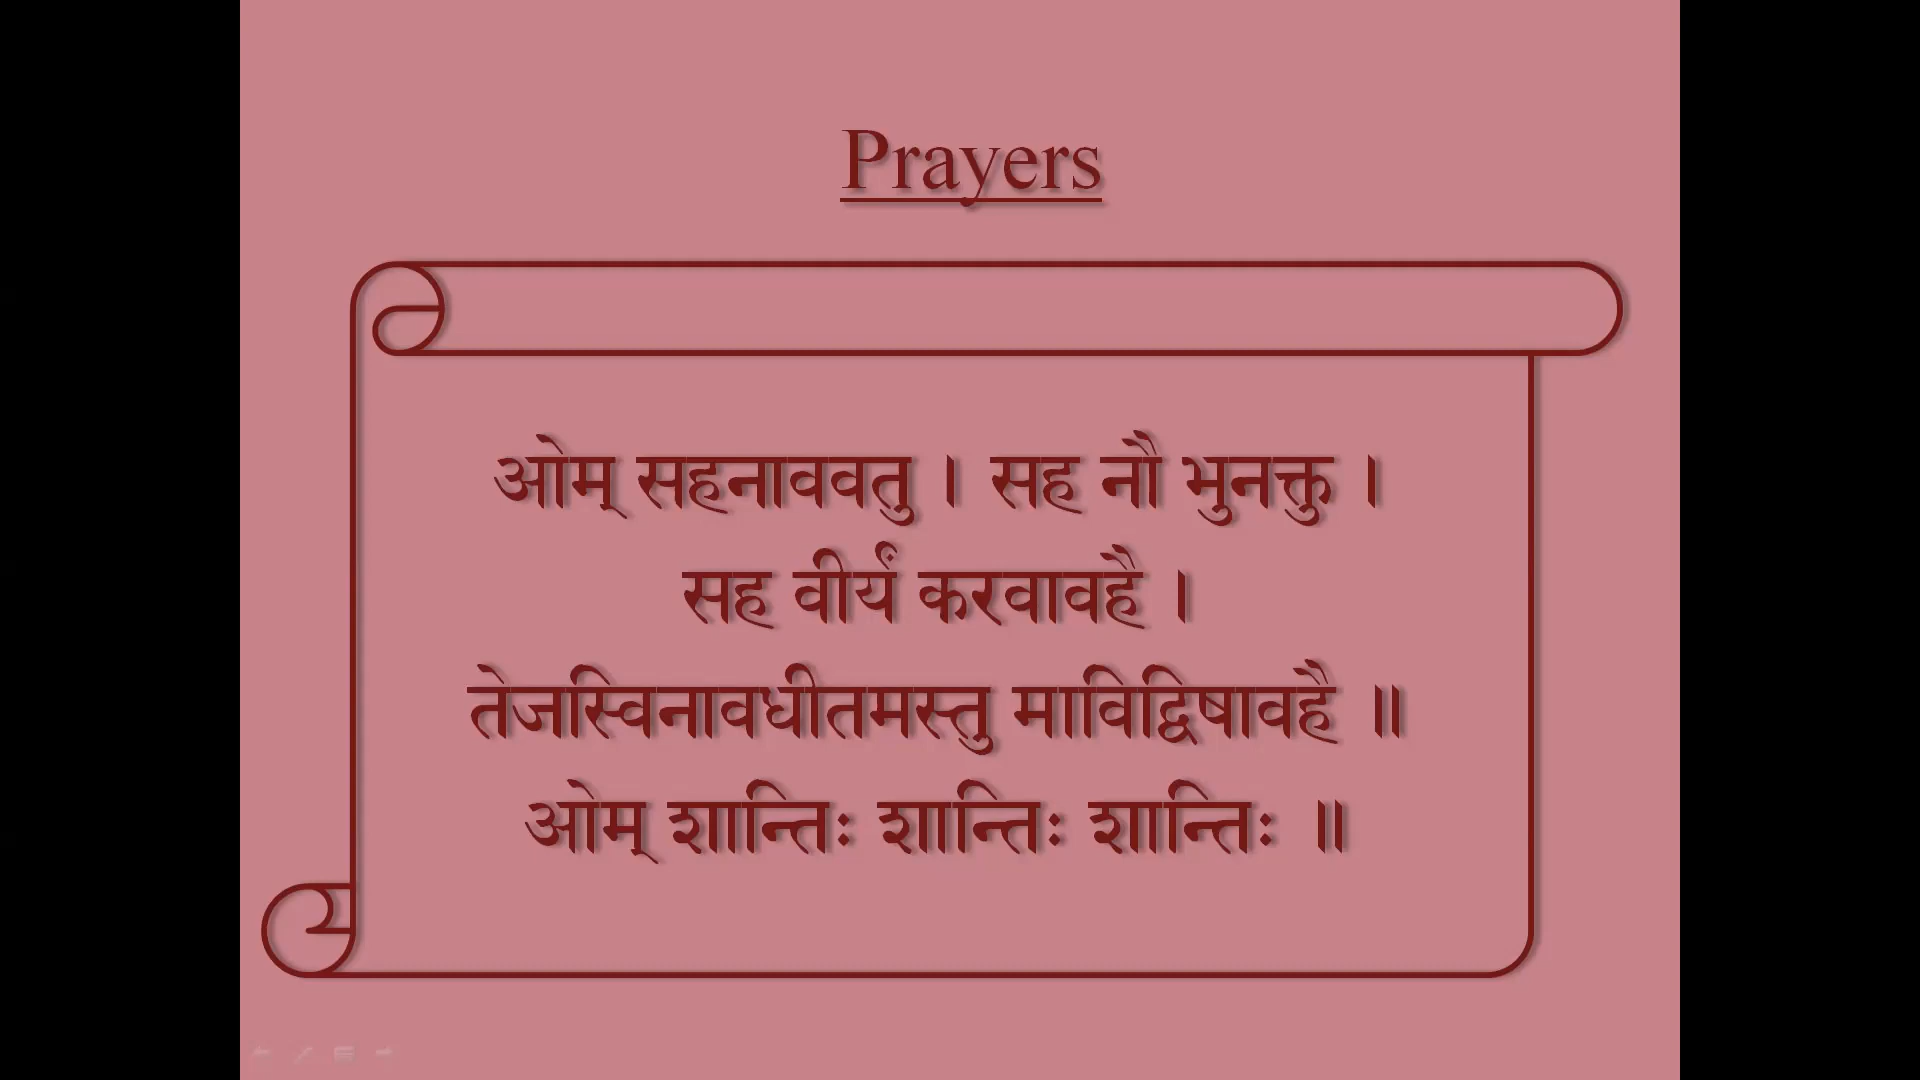 Prayers
ओम् सहनाववतु । सह नौ भुनक्तु ।
सह वीर्यं करवावहै ।
तेजस्विनावधीतमस्तु माविद्विषावहै ॥
ओम् शान्तिः शान्तिः शान्तिः ॥